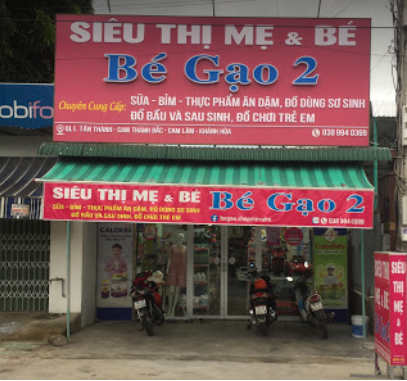 SIÊU THỊ MẸ & BÉ
Bé Gạo 2
Chuyên Cung Cấp:
SỮA - BỈM - THỰC PHẨM ĂN DẶM, ĐỒ DÙNG SƠ SINH
ĐỒ BẦU VÀ SAU SINH, ĐỒ CHƠI TRẺ EM
TÂN THÀNH - CAM THÀNH BẮC - CAM LÂM - KHÁNH HÒA
038 994 0399
obifo
SIÊU THỊ MẸ & BÉ
Bé Gạo 2
SỮA - BỈM - THỰC PHẨM ĂN DẶM, ĐỒ DÙNG SƠ SINH
ĐỒ BẦU VÀ SAU SINH, ĐỒ CHƠI TRẺ EM
038 994 0399
CALOKID
SIÊU THỊ
MẸ & BÉ